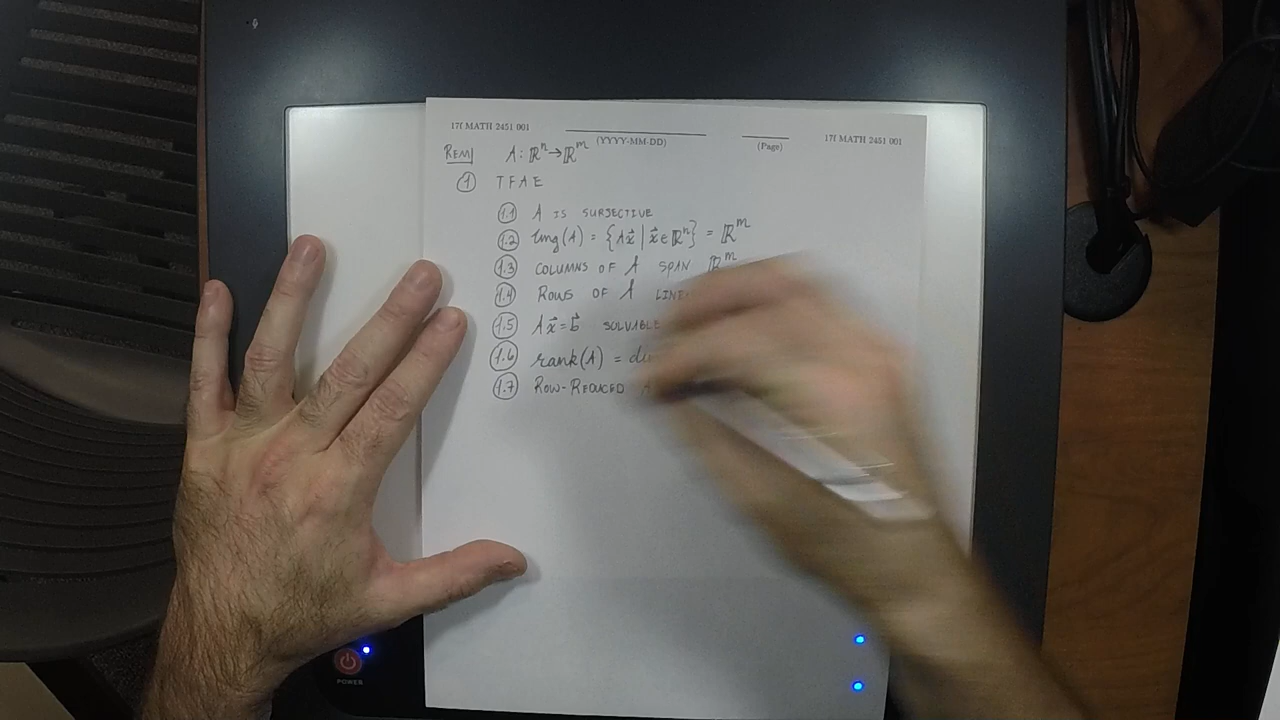 17f MATH 2451 001
(YYYY-MM-DD)
(Page)
17f MATH 2451 001
REM A: ℝⁿ→ℝᵐ
① TFAE
1.1 A IS SURJECTIVE
1.2 Img(A) = {Ax⃗ | x⃗ ∈ ℝⁿ} = ℝᵐ
1.3 COLUMNS OF A SPAN ℝᵐ
1.4 ROWS OF A
1.5 Ax⃗=b⃗ SOLVABLE
1.6 rank(A) =
1.7 ROW-REDUCED
POWER